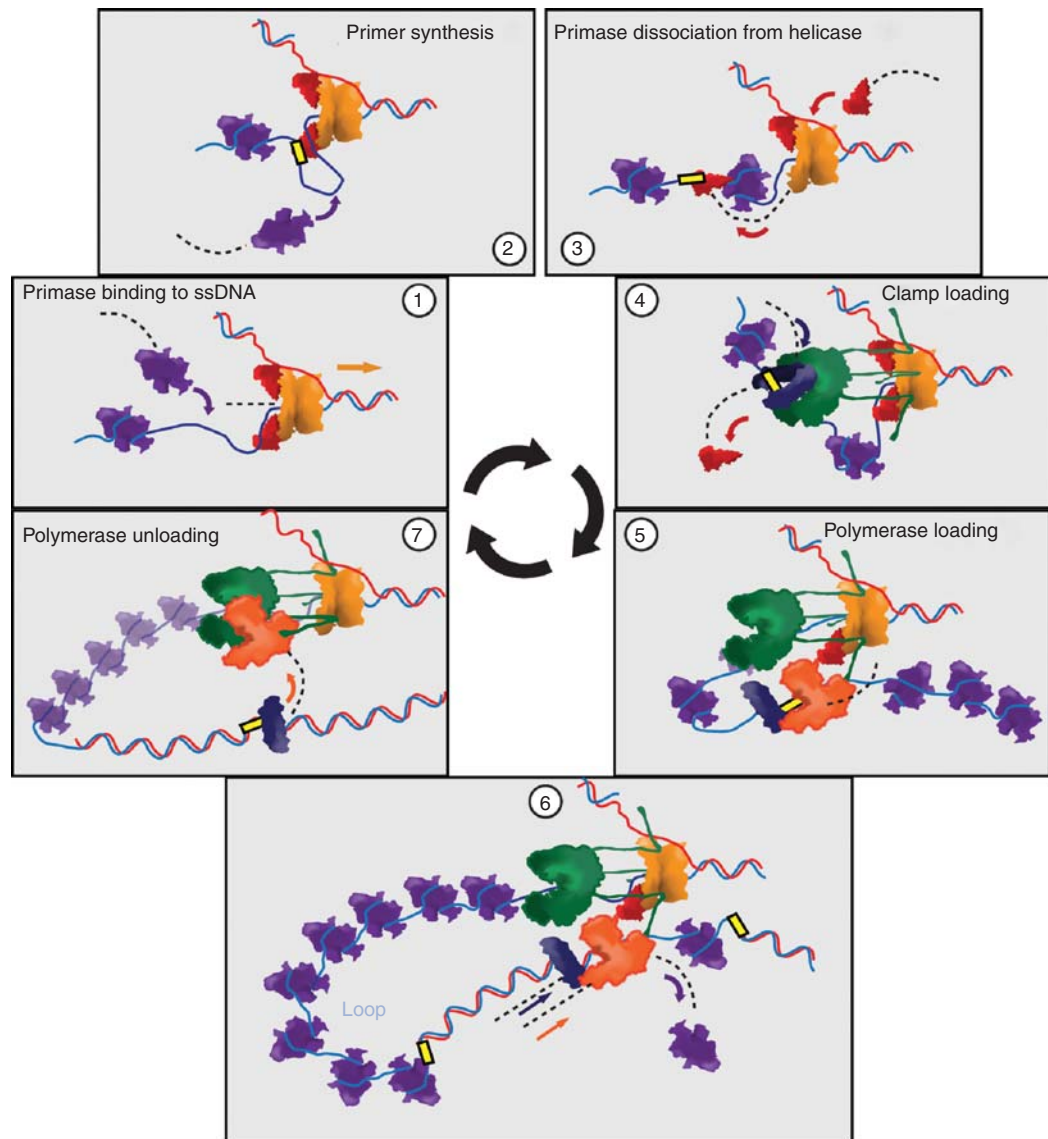 Primer synthesis
2
Primase dissociation from helicase
3
Primase binding to ssDNA
1
4
Clamp loading
Polymerase unloading
7
5
Polymerase loading
6
Loop